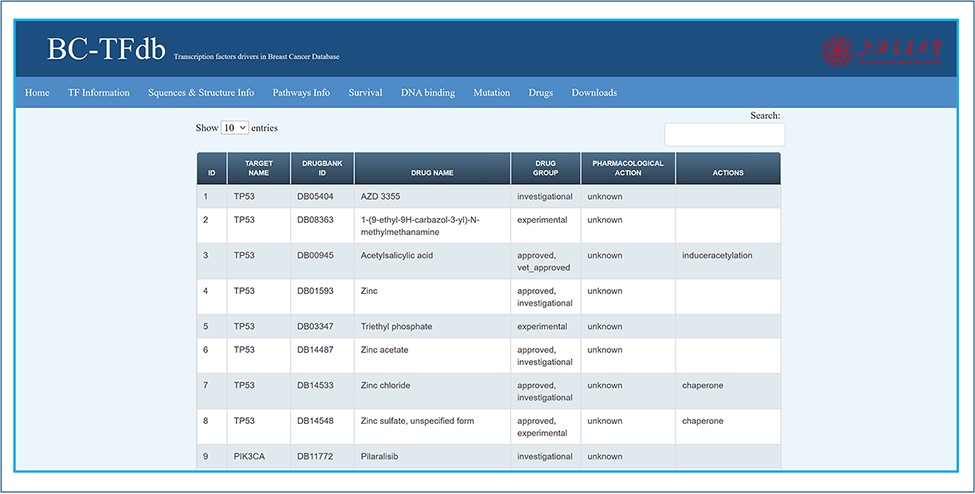 BC-TFdb Transcription factors drivers in Breast Cancer Database
上海交通大学
Home TF Information Squences & Structure Info Pathways Info Survival DNA binding Mutation Drugs Downloads
Search:
Show 10 entries
ID TARGET NAME DRUGBANK ID DRUG NAME DRUG GROUP PHARMACOLOGICAL ACTION ACTIONS
1 TP53 DB05404 AZD 3355 investigational unknown
2 TP53 DB08363 1-(9-ethyl-9H-carbazol-3-yl)-N-methylmethanamine experimental unknown
3 TP53 DB00945 Acetylsalicylic acid approved, vet_approved unknown induceracetylation
4 TP53 DB01593 Zinc approved, investigational unknown
5 TP53 DB03347 Triethyl phosphate experimental unknown
6 TP53 DB14487 Zinc acetate approved, investigational unknown
7 TP53 DB14533 Zinc chloride approved, investigational unknown chaperone
8 TP53 DB14548 Zinc sulfate, unspecified form approved, experimental unknown chaperone
9 PIK3CA DB11772 Pilaralisib investigational unknown